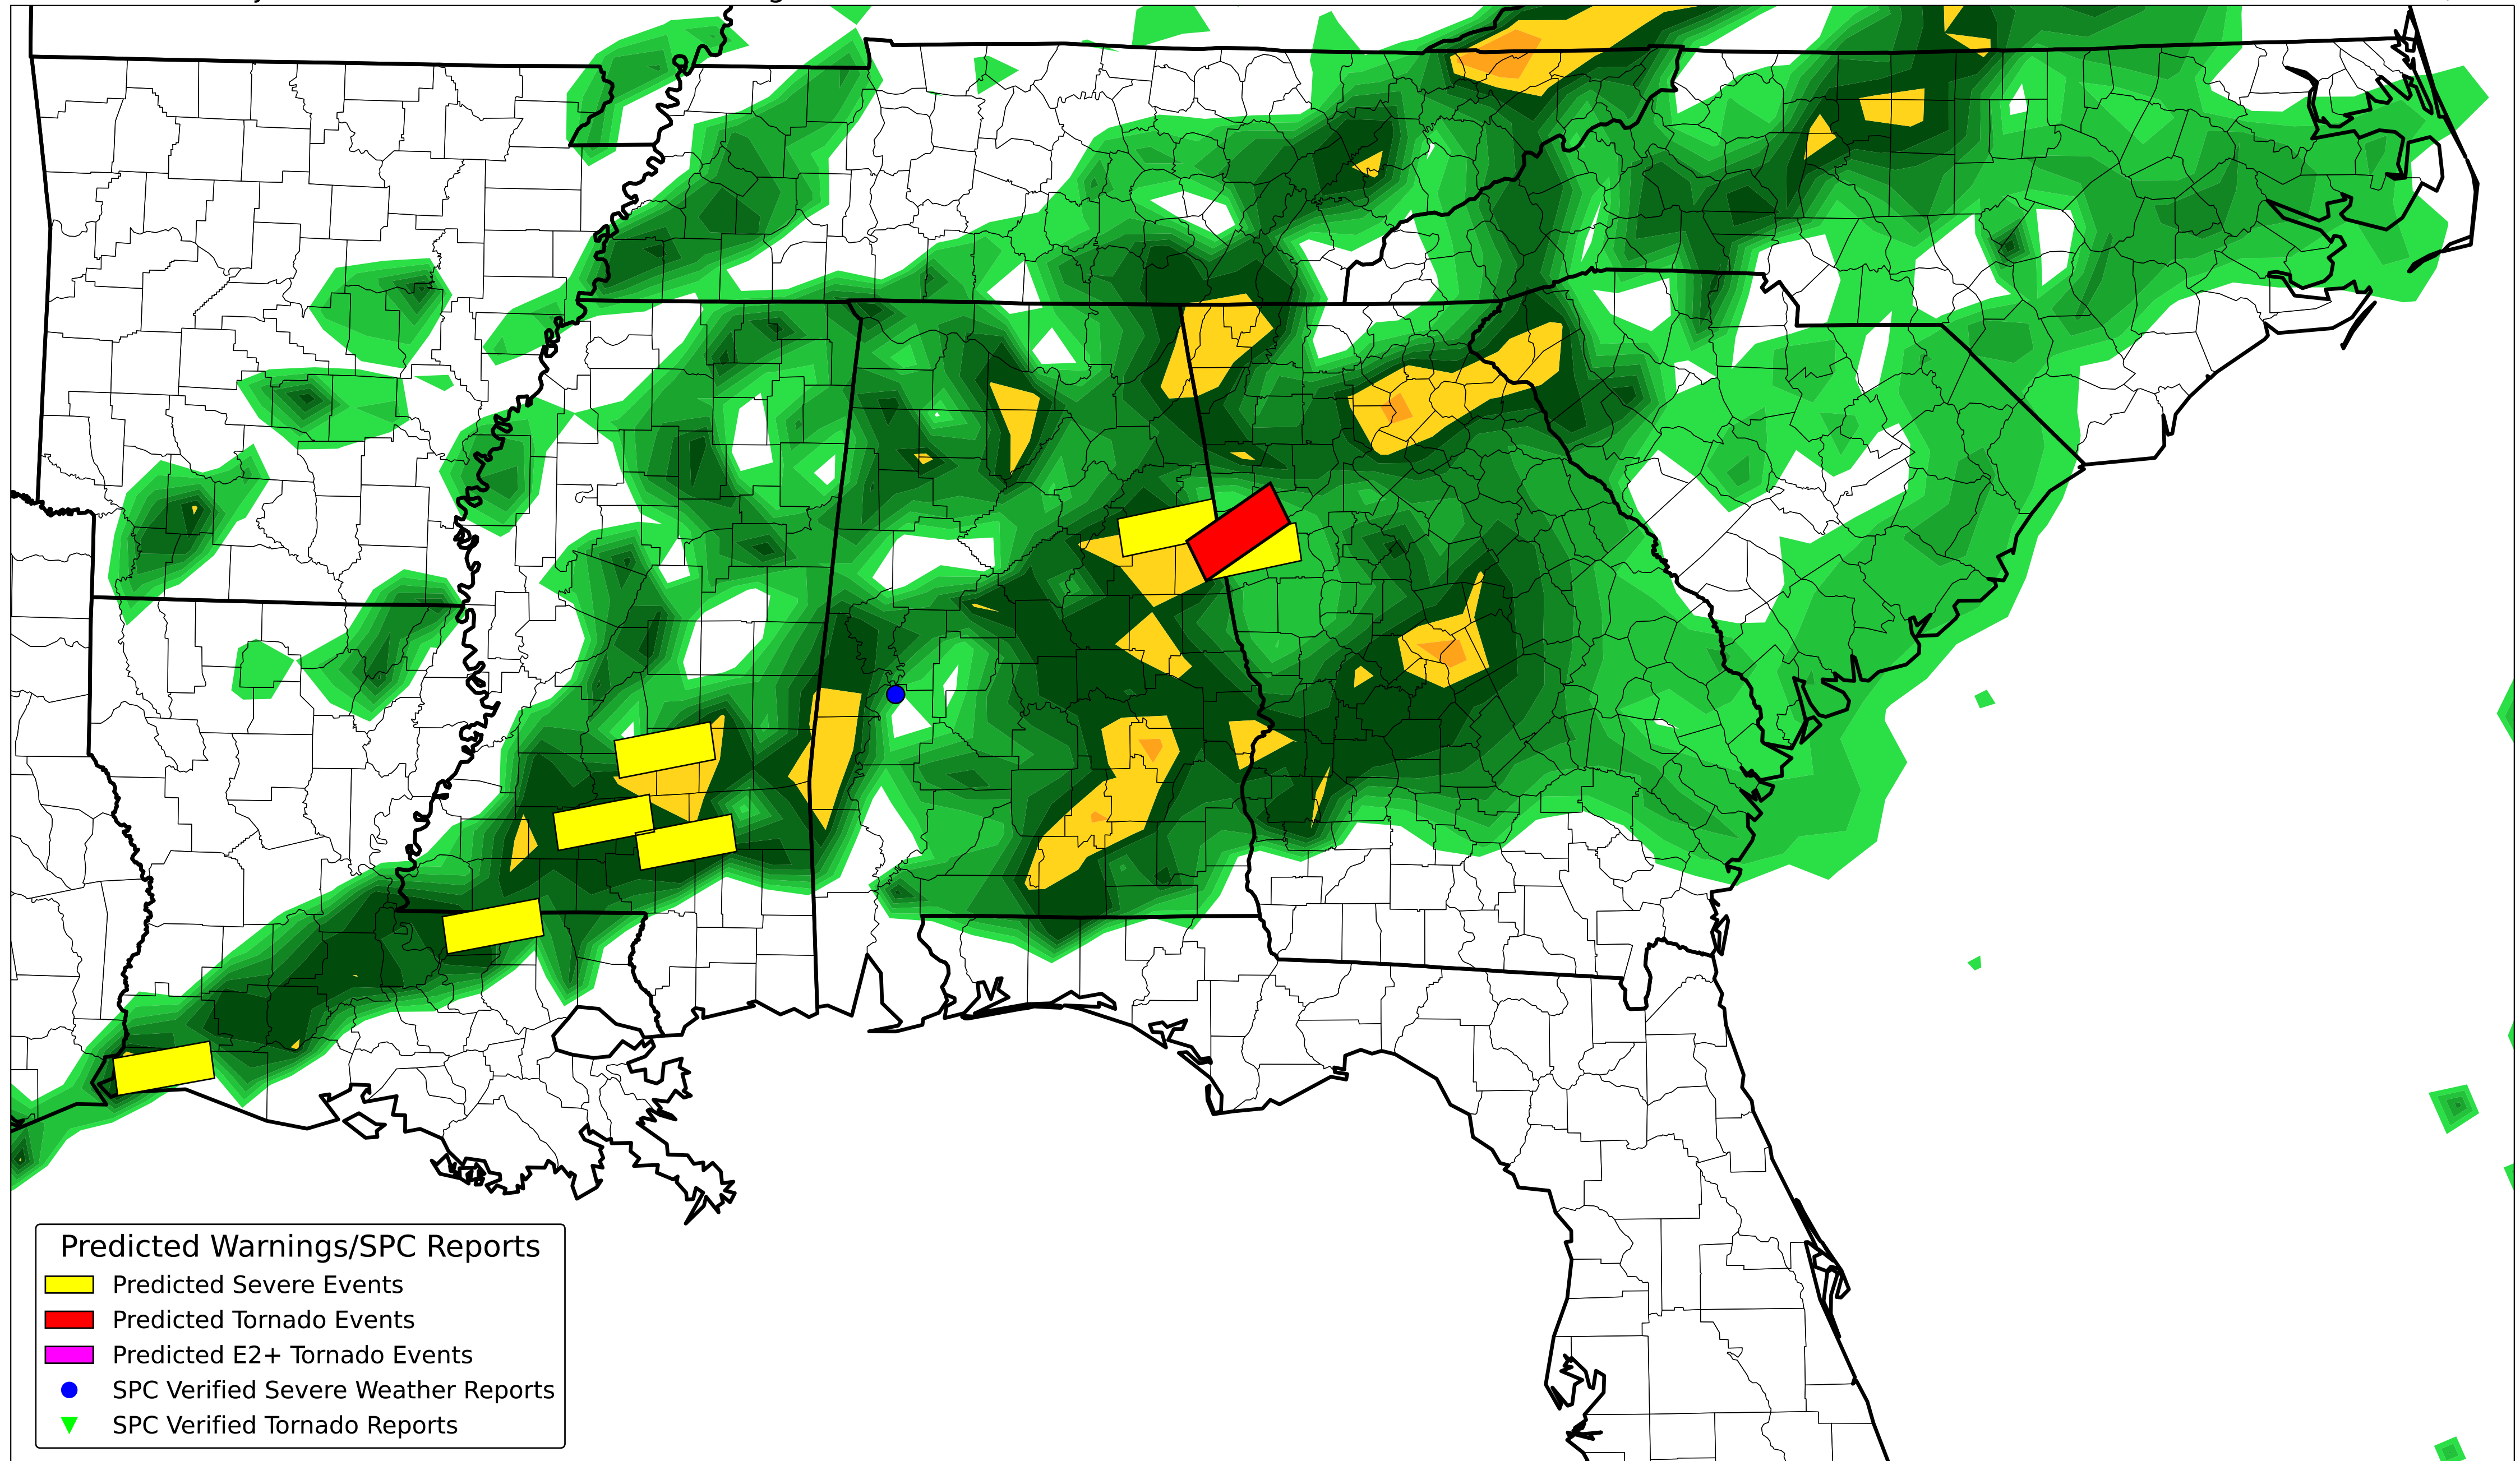 Predicted Warnings/SPC Reports
Predicted Severe Events
Predicted Tornado Events
Predicted E2+ Tornado Events
SPC Verified Severe Weather Reports
SPC Verified Tornado Reports